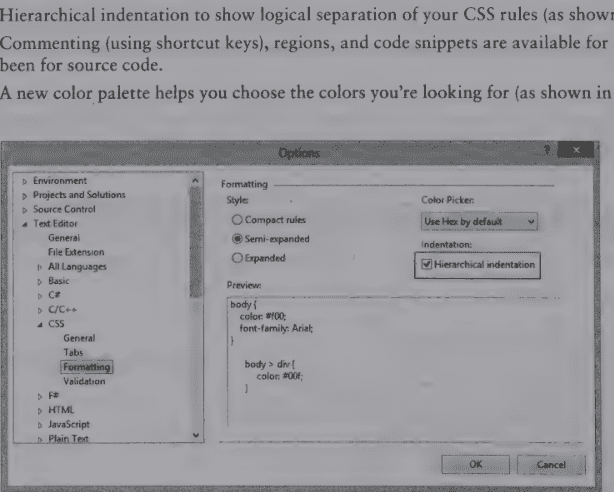 Hierarchical indentation to show logical separation of your CSS rules (as shown
Commenting (using shortcut keys), regions, and code snippets are available for
been for source code.
A new color palette helps you choose the colors you're looking for (as shown in
Options
?
Environment
Projects and Solutions
Source Control
Text Editor
General
File Extension
All Languages
Basic
C#
C/C++
CSS
General
Tabs
Formatting
Validation
F#
HTML
JavaScript
Plain Text
Formatting
Style:
Compact rules
Semi-expanded
Expanded
Color Picker:
Use Hex by default
Indentation:
Hierarchical indentation
Preview:
body {
color: #f00;
font-family: Arial;
}
body > div {
color: #00f;
}
OK
Cancel